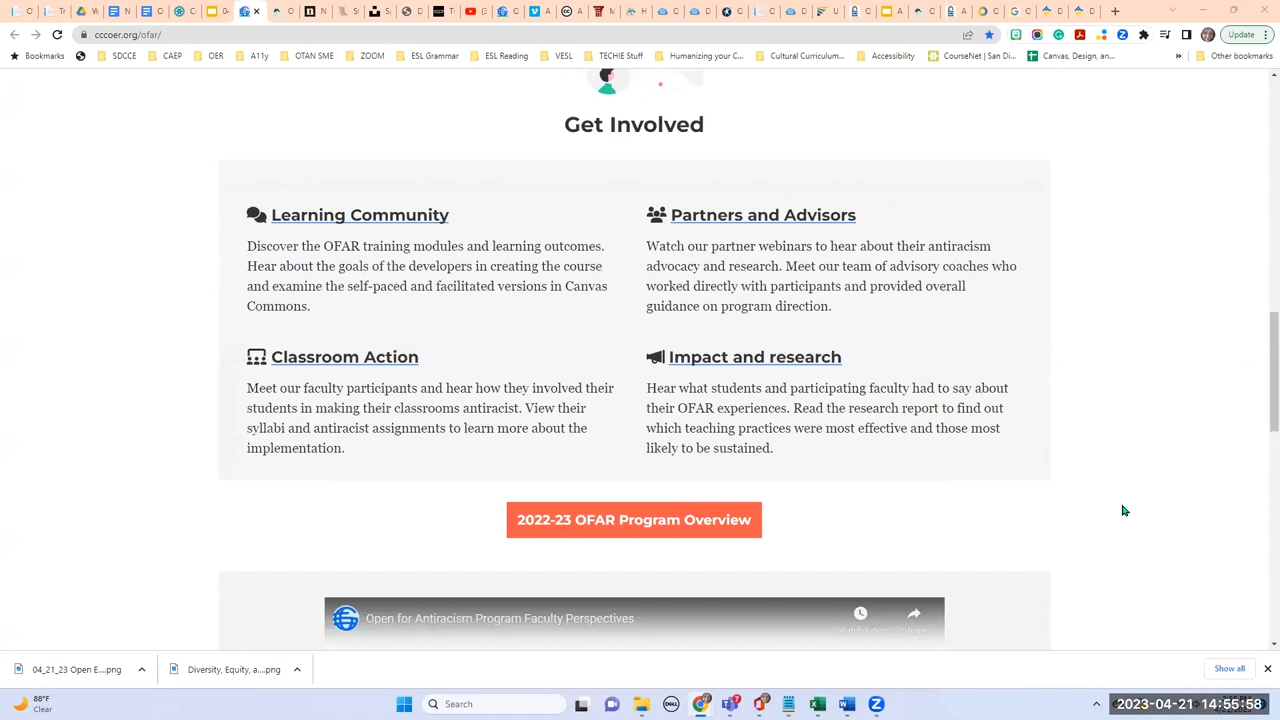 cccoer.org/ofar/
Update
Bookmarks SDCCE CAEP OER A11y OTAN SME ZOOM ESL Grammar ESL Reading VESL TECHIE Stuff Humanizing your C... Cultural Curriculum... Accessibility CourseNet | San Di... Canvas, Design, an... » Other bookmarks
Get Involved
Learning Community
Discover the OFAR training modules and learning outcomes.
Hear about the goals of the developers in creating the course
and examine the self-paced and facilitated versions in Canvas
Commons.
Partners and Advisors
Watch our partner webinars to hear about their antiracism
advocacy and research. Meet our team of advisory coaches who
worked directly with participants and provided overall
guidance on program direction.
Classroom Action
Meet our faculty participants and hear how they involved their
students in making their classrooms antiracist. View their
syllabi and antiracist assignments to learn more about the
implementation.
Impact and research
Hear what students and participating faculty had to say about
their OFAR experiences. Read the research report to find out
which teaching practices were most effective and those most
likely to be sustained.
2022-23 OFAR Program Overview
Open for Antiracism Program Faculty Perspectives
Watch later Share
04_21_23 Open E....png Diversity, Equity, a....png Show all
88°F
Clear
Search
2023-04-21 14:55:58